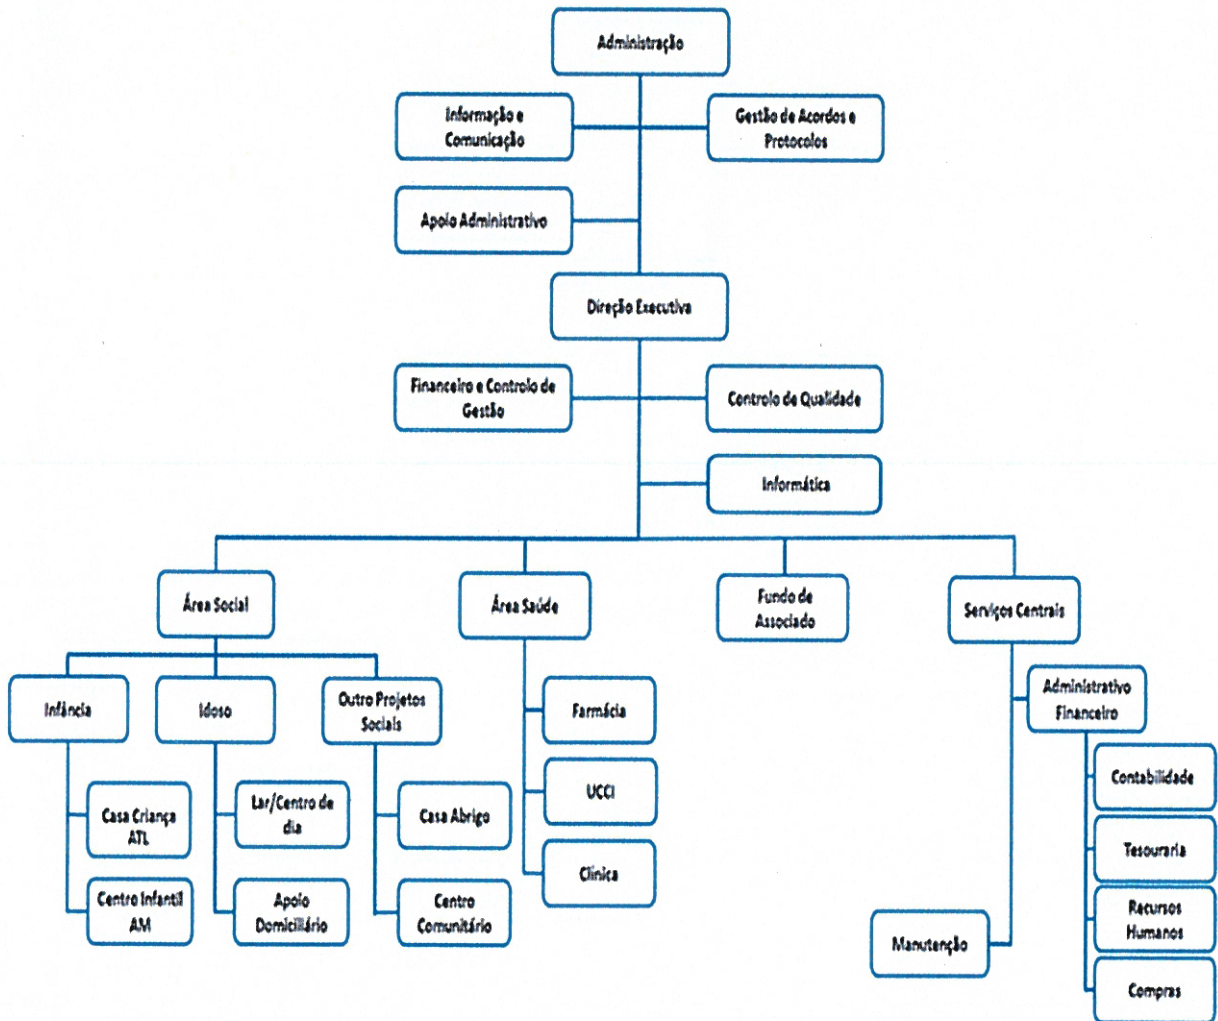 Administração
Informação e
Comunicação
Gestão de Acordos e
Protocolos
Apoio Administrativo
Direção Executiva
Financeiro e Controlo de
Gestão
Controlo de Qualidade
Informática
Área Social
Área Saúde
Fundo de
Associado
Serviços Centrais
Infância
Idoso
Outro Projetos
Sociais
Farmácia
Administrativo
Financeiro
Casa Criança
ATL
Lar/Centro de
dia
Casa Abrigo
UCCI
Contabilidade
Centro Infantil
AM
Apoio
Domiciliário
Centro
Comunitário
Clínica
Tesouraria
Manutenção
Recursos
Humanos
Compras